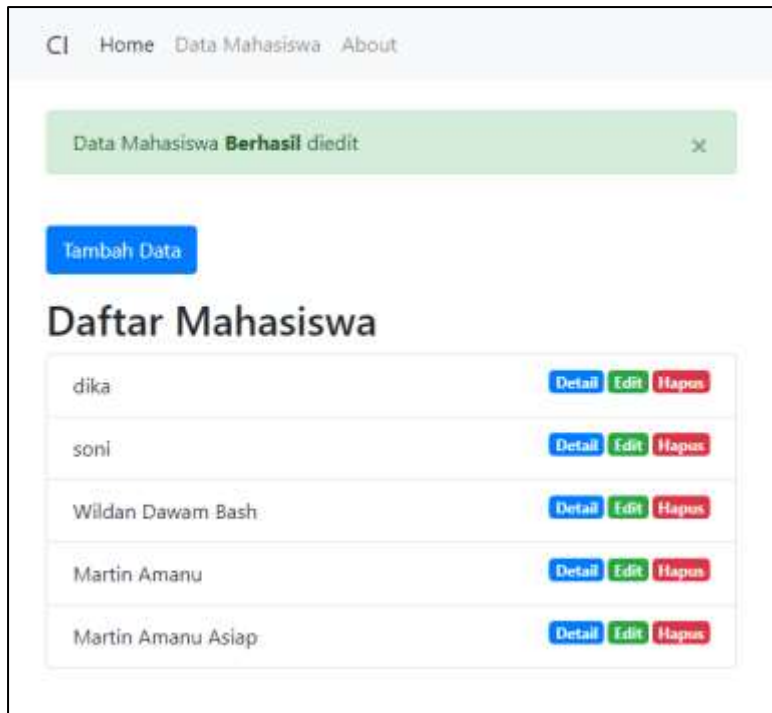 CI Home Data Mahasiswa About
Data Mahasiswa Berhasil diedit ×
Tambah Data
Daftar Mahasiswa
dika Detail Edit Hapus
soni Detail Edit Hapus
Wildan Dawam Bash Detail Edit Hapus
Martin Amanu Detail Edit Hapus
Martin Amanu Asiap Detail Edit Hapus